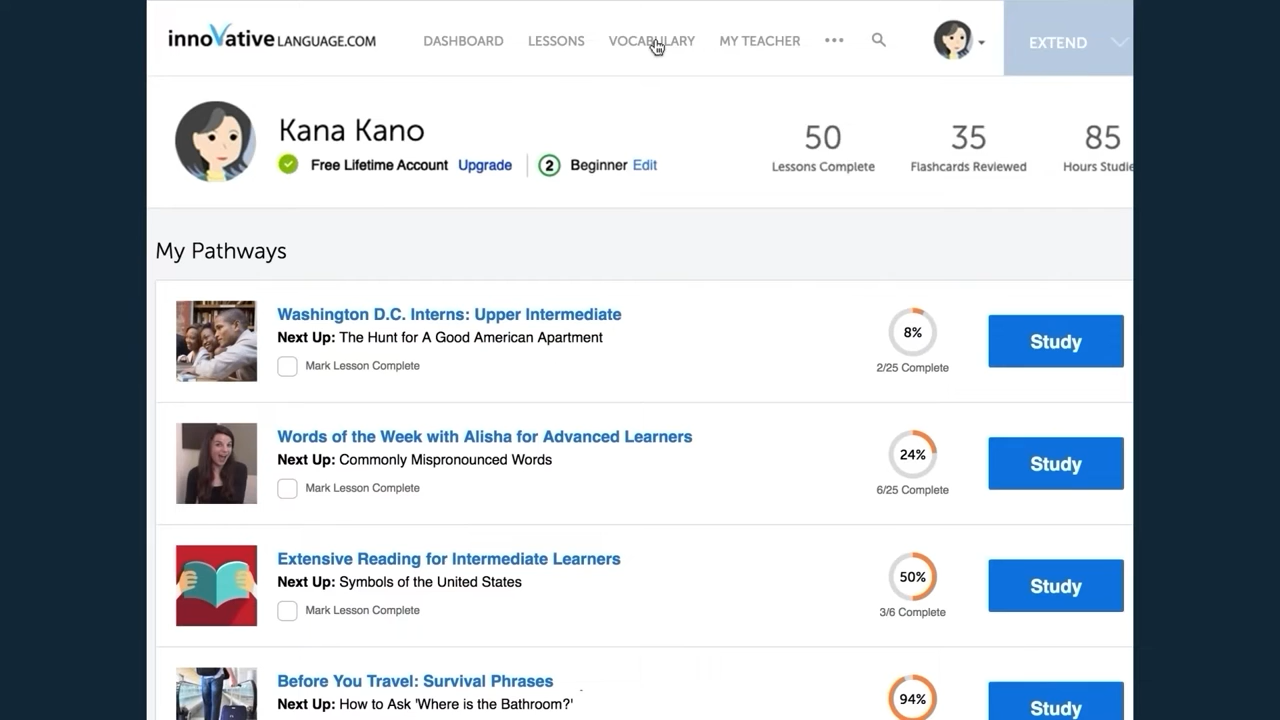 innoVative LANGUAGE.COM DASHBOARD LESSONS VOCABULARY MY TEACHER ••• EXTEND
Kana Kano
Free Lifetime Account Upgrade 2 Beginner Edit
50 35 85
Lessons Complete Flashcards Reviewed Hours Studie
My Pathways
Washington D.C. Interns: Upper Intermediate
Next Up: The Hunt for A Good American Apartment
Mark Lesson Complete
8%
2/25 Complete
Study
Words of the Week with Alisha for Advanced Learners
Next Up: Commonly Mispronounced Words
Mark Lesson Complete
24%
6/25 Complete
Study
Extensive Reading for Intermediate Learners
Next Up: Symbols of the United States
Mark Lesson Complete
50%
3/6 Complete
Study
Before You Travel: Survival Phrases
Next Up: How to Ask 'Where is the Bathroom?'
94%
Study